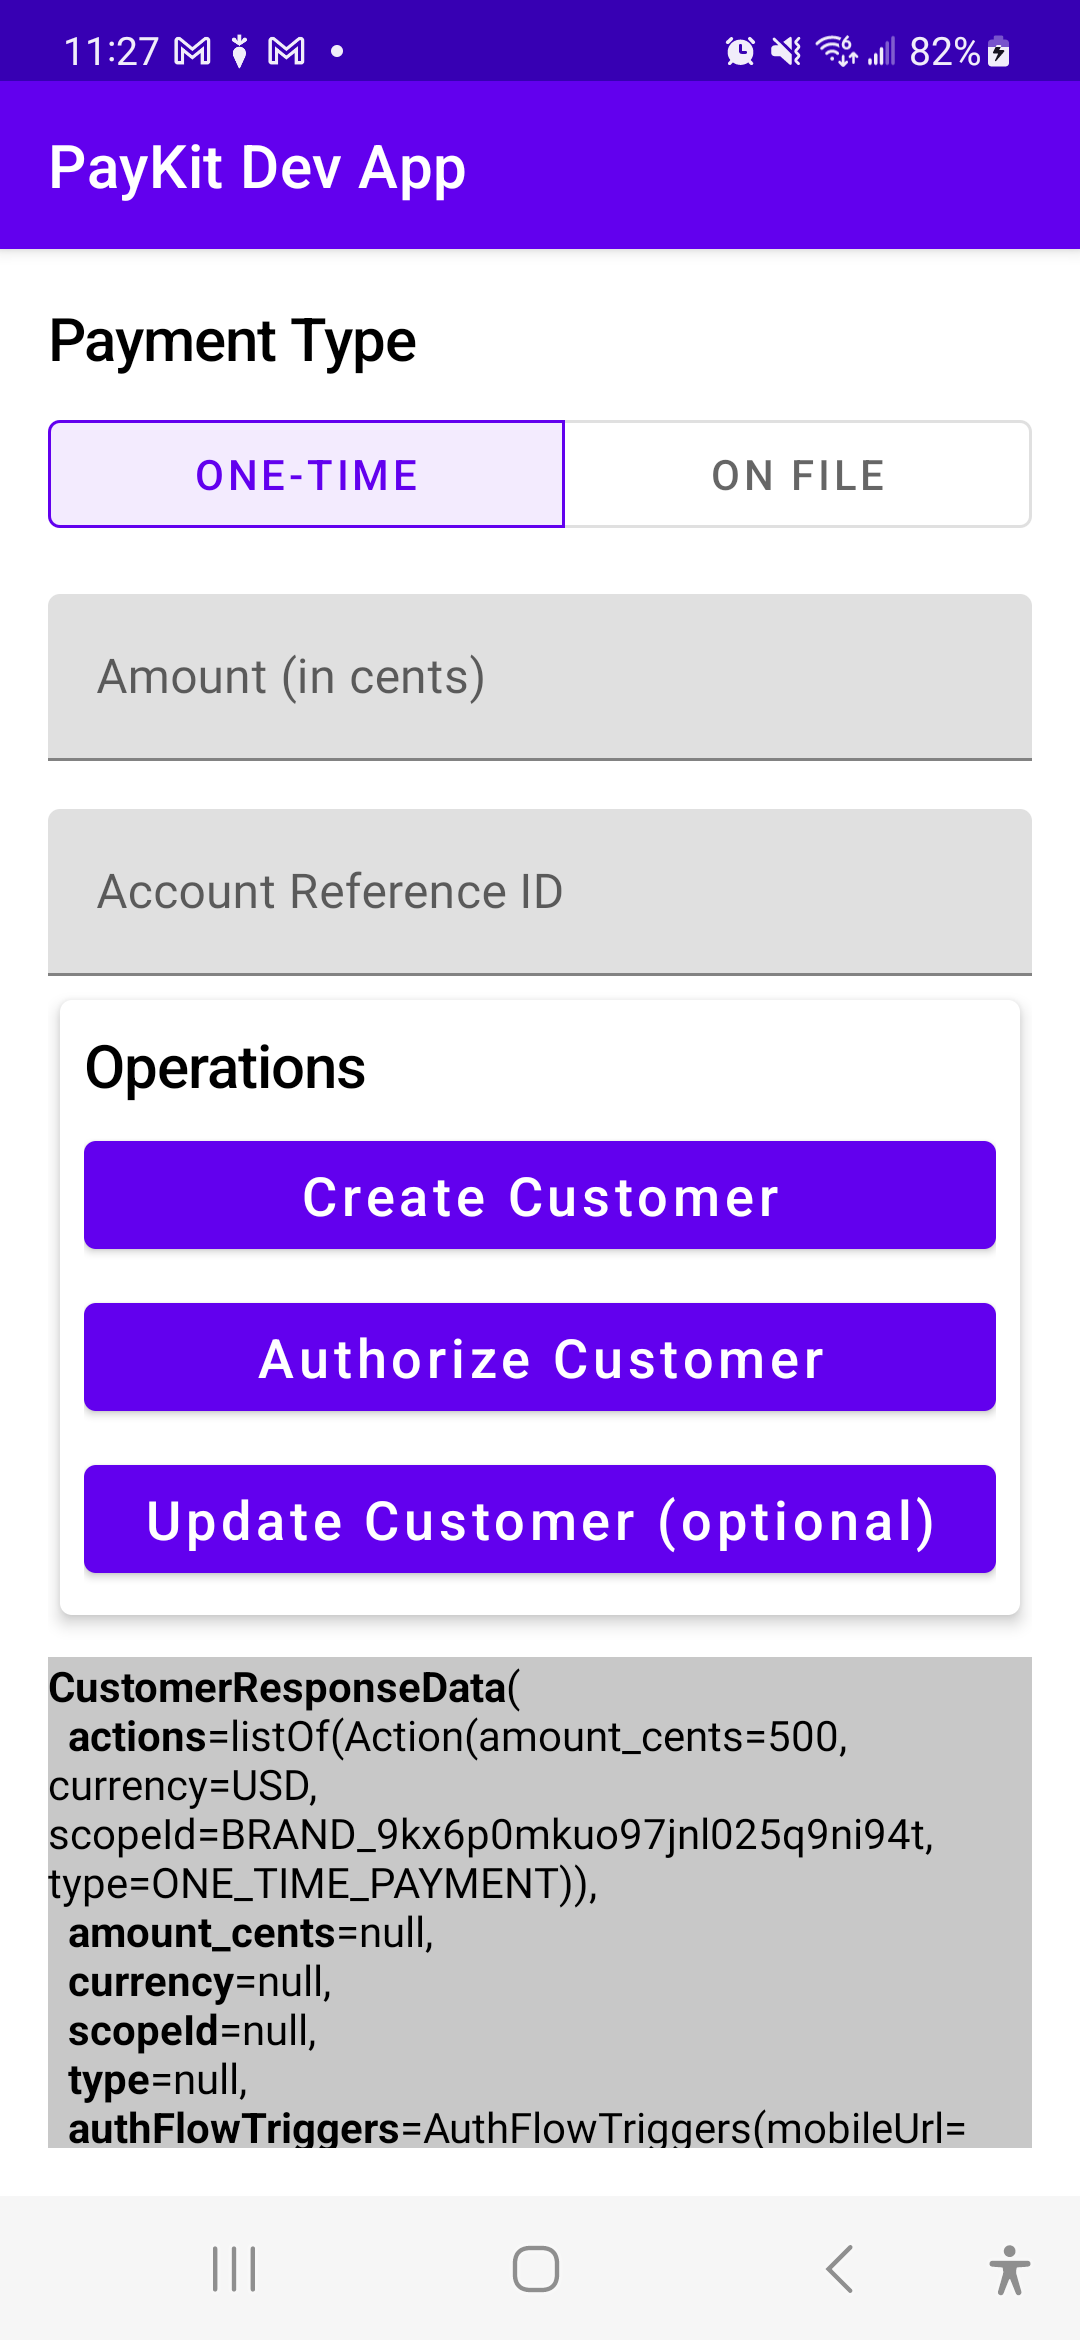 11:27
82%
PayKit Dev App
Payment Type
ONE-TIME
ON FILE
Amount (in cents)
Account Reference ID
Operations
Create Customer
Authorize Customer
Update Customer (optional)
CustomerResponseData(
actions=listOf(Action(amount_cents=500,
currency=USD,
scopeId=BRAND_9kx6p0mkuo97jnl025q9ni94t,
type=ONE_TIME_PAYMENT)),
amount_cents=null,
currency=null,
scopeId=null,
type=null,
authFlowTriggers=AuthFlowTriggers(mobileUrl=